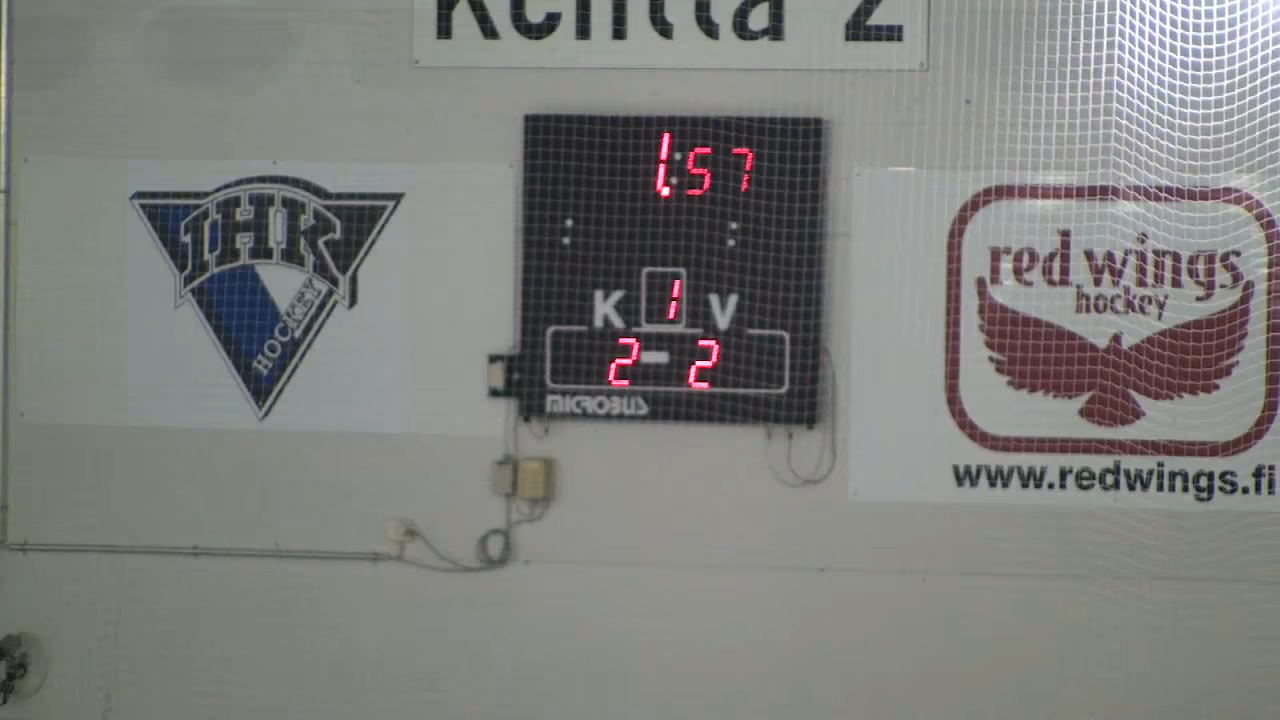 Kenttä 2
1:57
IHK
HOCKEY
K 1 V
2 - 2
MICROBUS
red wings
hockey
www.redwings.fi